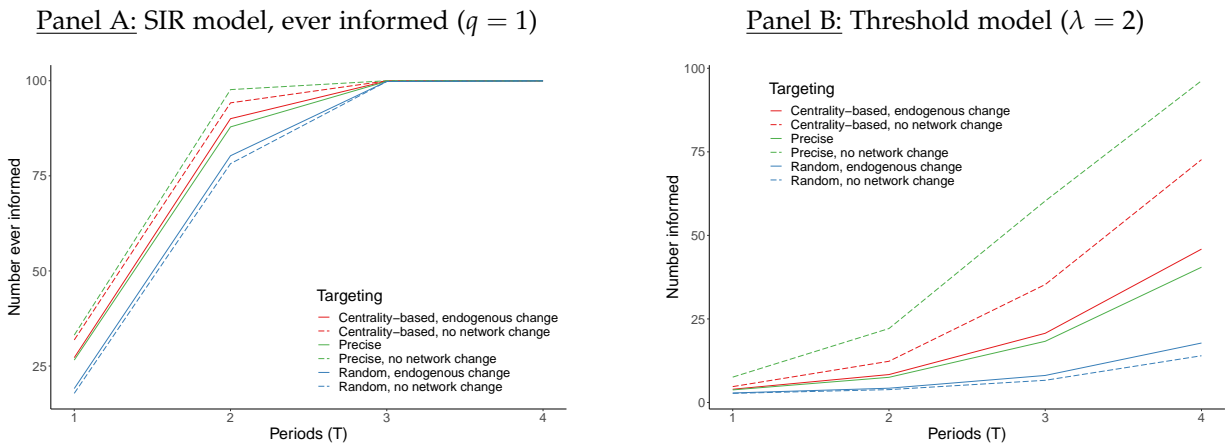 Panel A: SIR model, ever informed (q = 1)
Number ever informed
100
75
50
25
Targeting
Centrality−based, endogenous change
Centrality−based, no network change
Precise
Precise, no network change
Random, endogenous change
Random, no network change
1 2 3 4
Periods (T)
Panel B: Threshold model (λ = 2)
Number informed
100
75
50
25
0
Targeting
Centrality−based, endogenous change
Centrality−based, no network change
Precise
Precise, no network change
Random, endogenous change
Random, no network change
1 2 3 4
Periods (T)